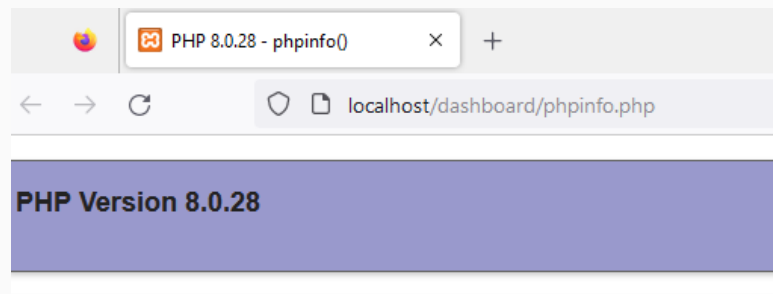 PHP 8.0.28 - phpinfo()
localhost/dashboard/phpinfo.php
PHP Version 8.0.28